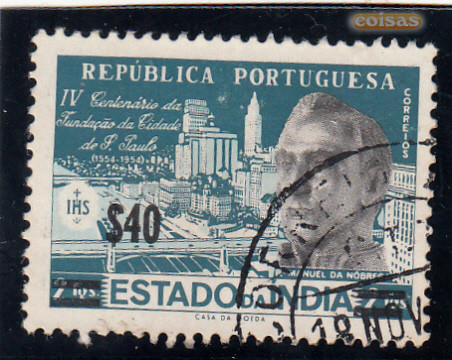 coisas
REPÚBLICA PORTUGUESA
CORREIOS
IV Centenário da
Fundação da Cidade
de S. Paulo
(1554-1954)
IHS
$40
MANUEL DA NÓBREGA
ESTADO DA ÍNDIA
CASA DA MOEDA
18 NOV